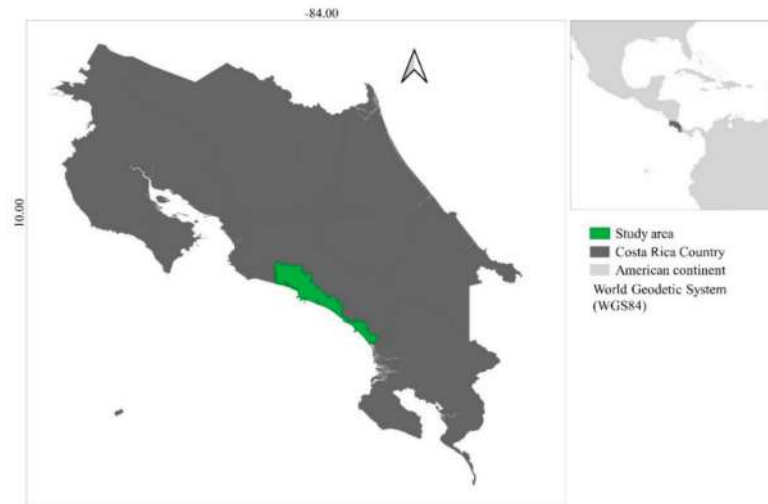 -84.00
10.00
Study area
Costa Rica Country
American continent
World Geodetic System
(WGS84)